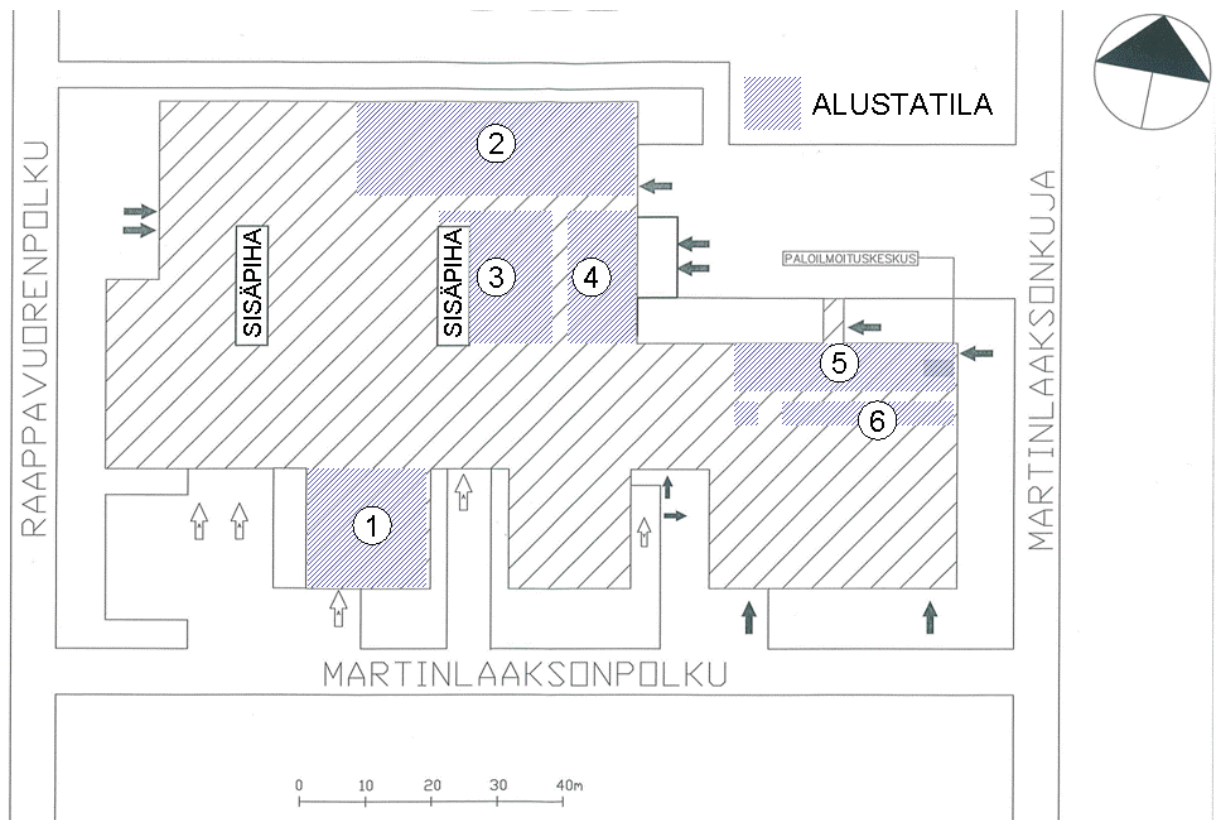 ALUSTATILA
2
RAAPPAVUORENPOLKU
SISÄPIHA
SISÄPIHA
3
4
PALOILMOITUSKESKUS
MARTINLAAKSONKUJA
5
6
1
A
A
A
A
A
MARTINLAAKSONPOLKU
0 10 20 30 40m